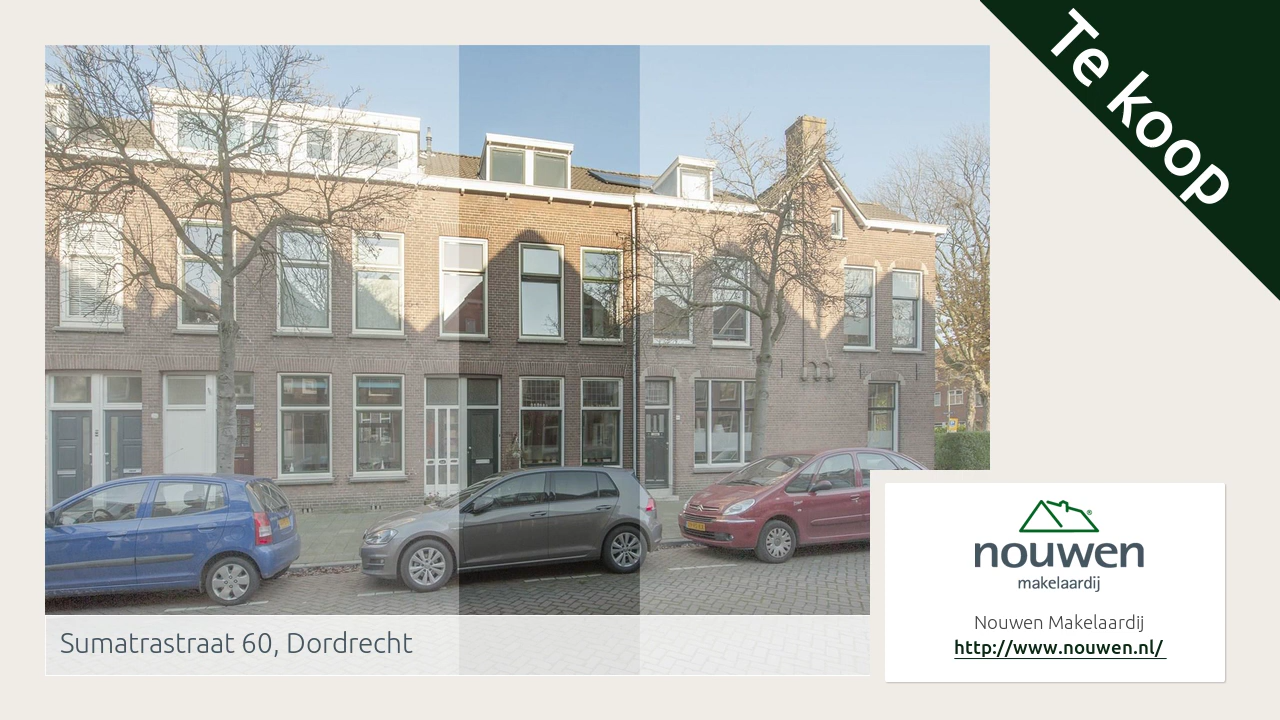 Te koop
Sumatrastraat 60, Dordrecht
nouwen®
makelaardij
Nouwen Makelaardij
http://www.nouwen.nl/